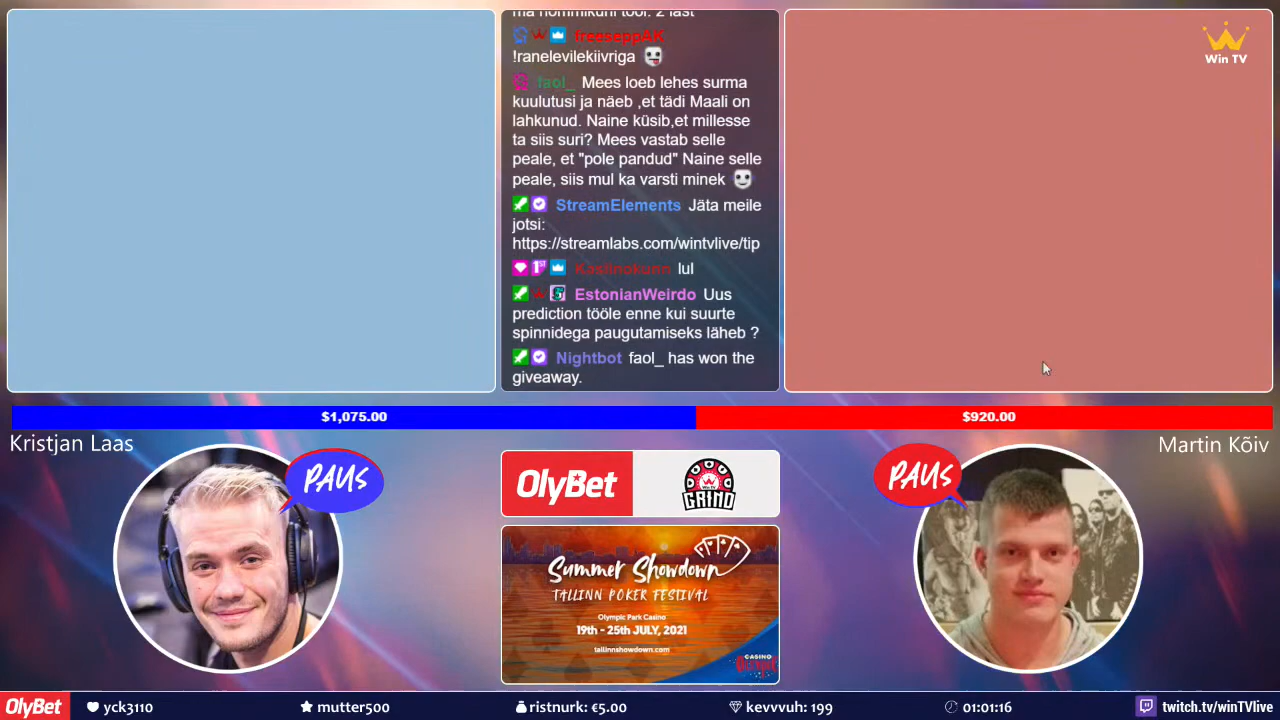 ma hommikuni tööl. 2 last
treeseppAK
!ranelevilekiivriga
faol_ Mees loeb lehes surma
kuulutusi ja näeb ,et tädi Maali on
lahkunud. Naine küsib,et millesse
ta siis suri? Mees vastab selle
peale, et "pole pandud" Naine selle
peale, siis mul ka varsti minek
StreamElements Jäta meile
jotsi:
https://streamlabs.com/wintvlive/tip
Kasiinokunn lul
EstonianWeirdo Uus
prediction tööle enne kui suurte
spinnidega paugutamiseks läheb ?
Nightbot faol_ has won the
giveaway.
Win TV
$1,075.00
$920.00
Kristjan Laas
Martin Kõiv
PAUS
PAUS
OlyBet
Win TV
GRIND
Summer Showdown
TALLINN POKER FESTIVAL
Olympic Park Casino
19th - 25th JULY, 2021
tallinnshowdown.com
CASINO
Olympic
OlyBet
yck3110
mutter500
ristnurk: €5.00
kevvvuh: 199
01:01:16
twitch.tv/winTVlive